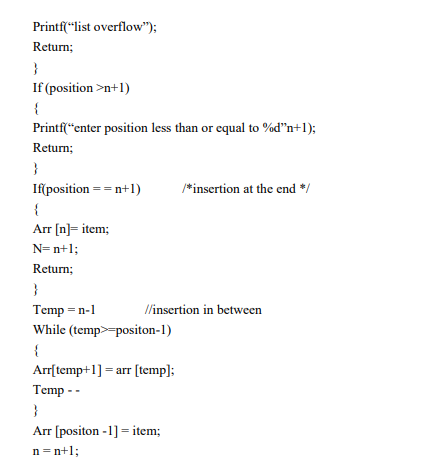 Printf(“list overflow”);
Return;
}
If (position >n+1)
{
Printf(“enter position less than or equal to %d”n+1);
Return;
}
If(position = = n+1) /*insertion at the end */
{
Arr [n]= item;
N= n+1;
Return;
}
Temp = n-1 //insertion in between
While (temp>=positon-1)
{
Arr[temp+1] = arr [temp];
Temp - -
}
Arr [positon -1] = item;
n = n+1;